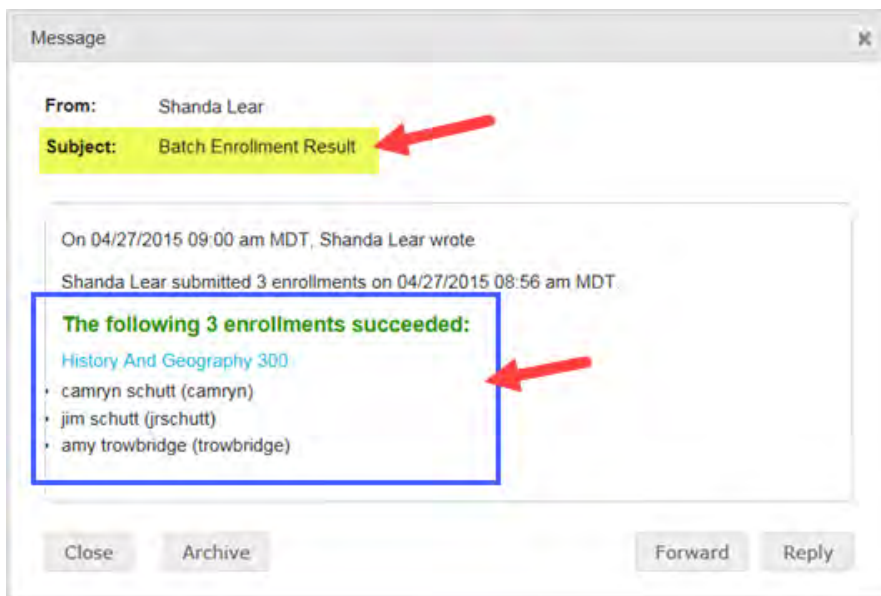 Message
From: Shanda Lear
Subject: Batch Enrollment Result
On 04/27/2015 09:00 am MDT, Shanda Lear wrote
Shanda Lear submitted 3 enrollments on 04/27/2015 08:56 am MDT
The following 3 enrollments succeeded:
History And Geography 300
camryn schutt (camryn)
jim schutt (jrschutt)
amy trowbridge (trowbridge)
Close Archive Forward Reply